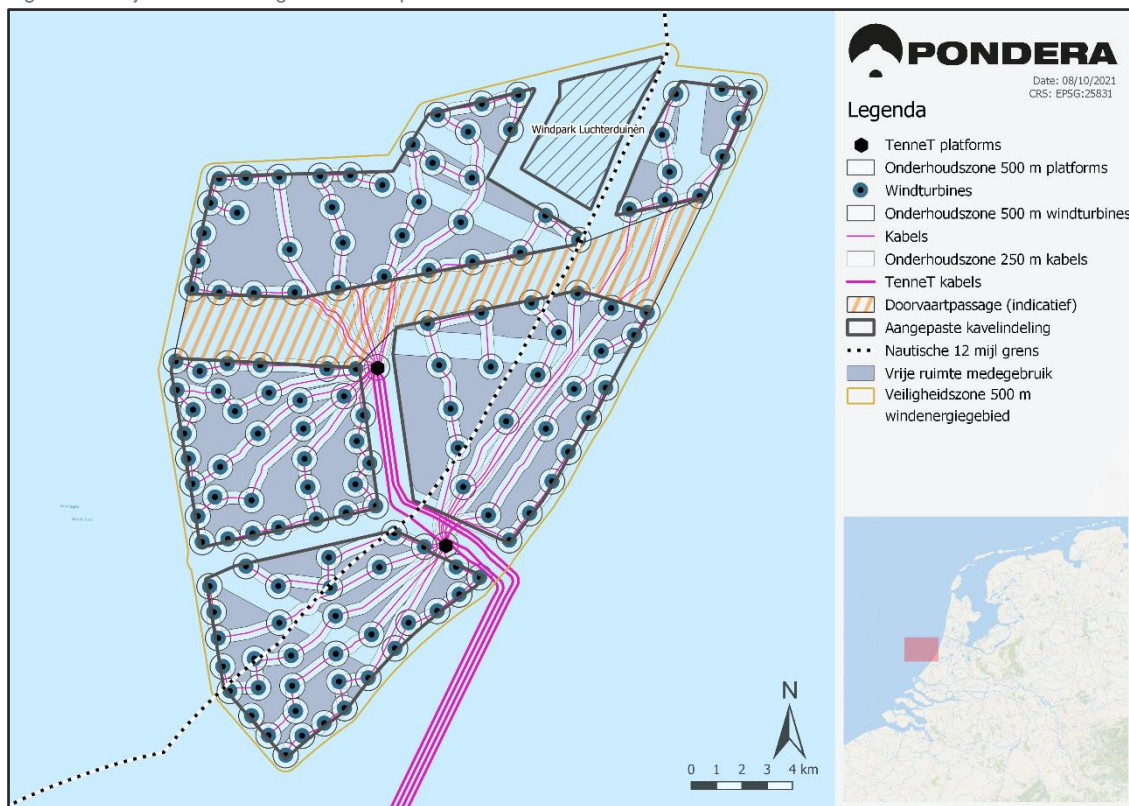 PONDERA
Date: 08/10/2021
CRS: EPSG:25831
Legenda
TenneT platforms
Onderhoudszone 500 m platforms
Windturbines
Onderhoudszone 500 m windturbines
Kabels
Onderhoudszone 250 m kabels
TenneT kabels
Doorvaartpassage (indicatief)
Aangepaste kavelindeling
Nautische 12 mijl grens
Vrije ruimte medegebruik
Veiligheidszone 500 m
windenergiegebied
Windpark Luchterduinen
N
0 1 2 3 4 km